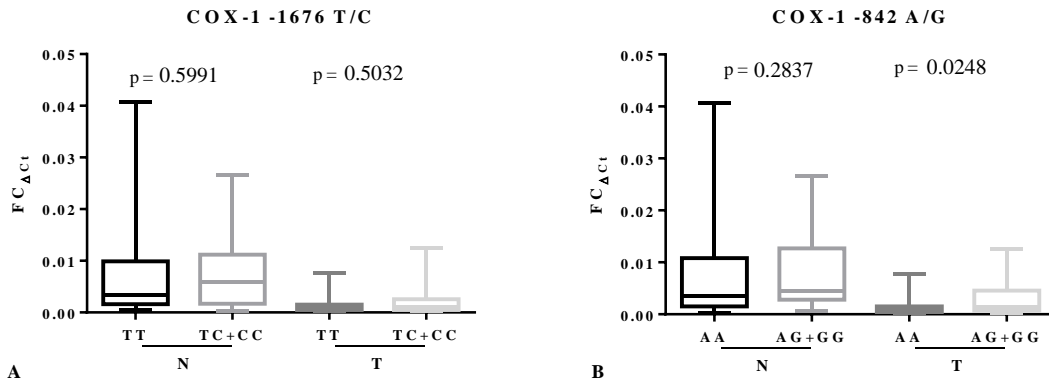 COX-1 -1676 T/C
p = 0.5991
p = 0.5032
FC ΔCt
0.05
0.04
0.03
0.02
0.01
0.00
TT
TC+CC
TT
TC+CC
N
T
A
COX-1 -842 A/G
p = 0.2837
p = 0.0248
FC ΔCt
0.05
0.04
0.03
0.02
0.01
0.00
AA
AG+GG
AA
AG+GG
N
T
B